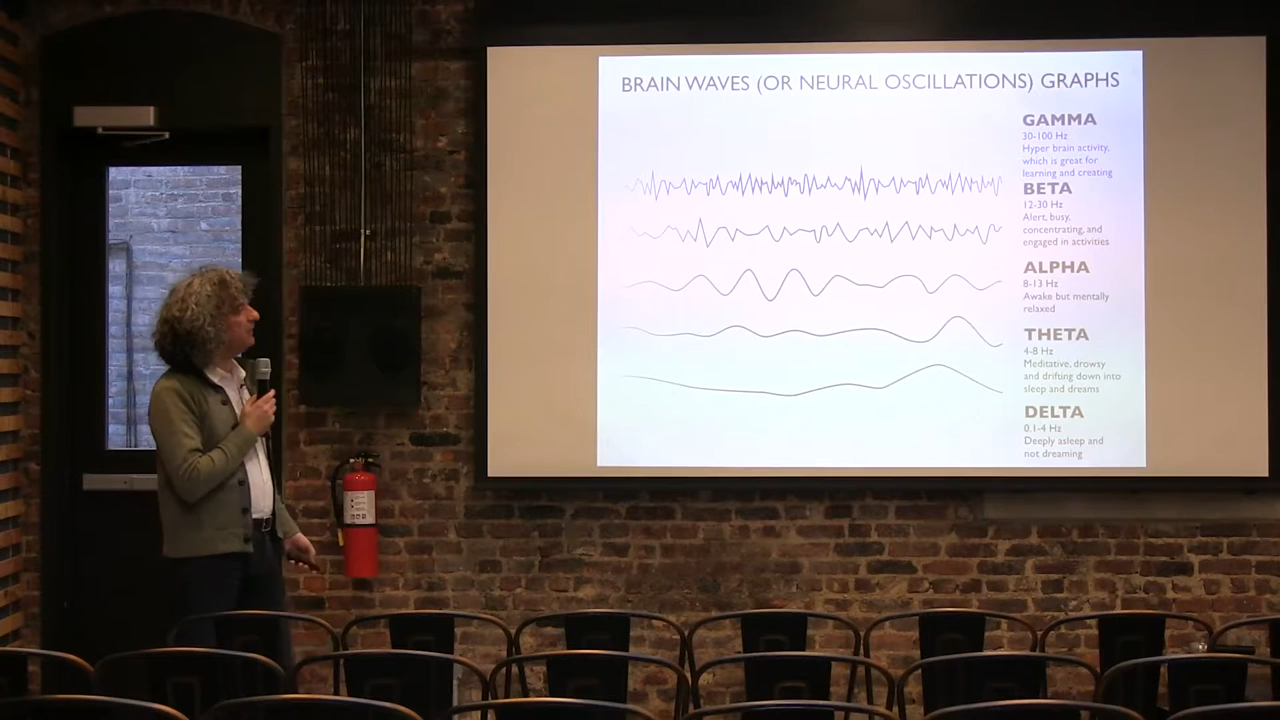 BRAIN WAVES (OR NEURAL OSCILLATIONS) GRAPHS
GAMMA
30-100 Hz
Hyper brain activity,
which is great for
learning and creating
BETA
12-30 Hz
Alert, busy,
concentrating, and
engaged in activities
ALPHA
8-13 Hz
Awake but mentally
relaxed
THETA
4-8 Hz
Meditative, drowsy
and drifting down into
sleep and dreams
DELTA
0.1-4 Hz
Deeply asleep and
not dreaming